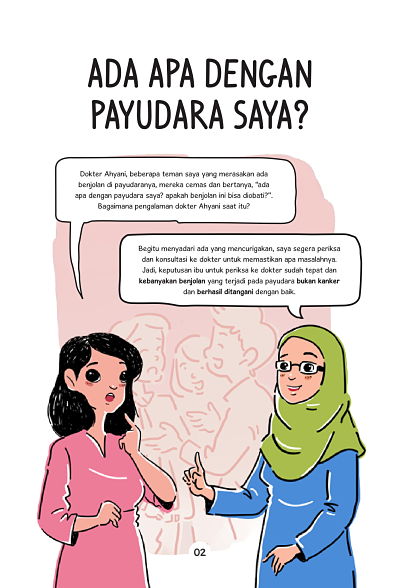 ADA APA DENGAN
PAYUDARA SAYA?
Dokter Ahyani, beberapa teman saya yang merasakan ada
benjolan di payudaranya, mereka cemas dan bertanya, "ada
apa dengan payudara saya? apakah benjolan ini bisa diobati?".
Bagaimana pengalaman dokter Ahyani saat itu?
Begitu menyadari ada yang mencurigakan, saya segera periksa
dan konsultasi ke dokter untuk memastikan apa masalahnya.
Jadi, keputusan ibu untuk periksa ke dokter sudah tepat dan
kebanyakan benjolan yang terjadi pada payudara bukan kanker
dan berhasil ditangani dengan baik.
02